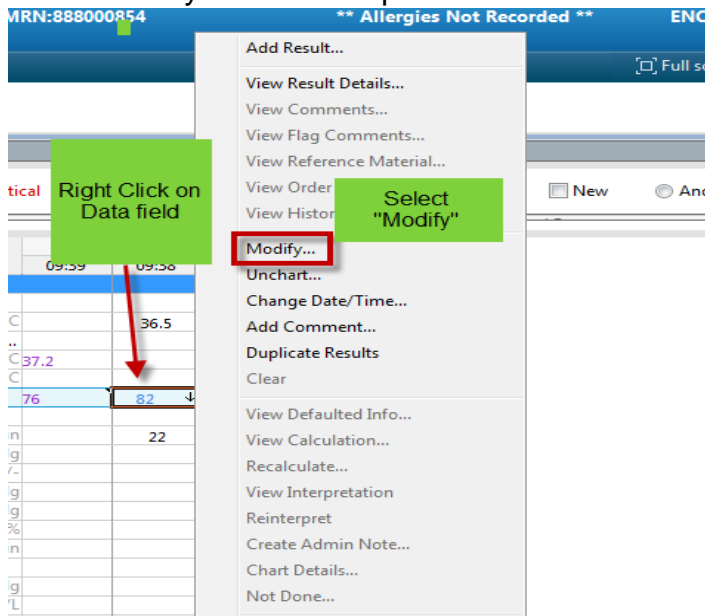 MRN:888000854 ** Allergies Not Recorded ** ENC
Add Result...
Full s
View Result Details...
View Comments...
View Flag Comments...
View Reference Material...
tical Right Click on View Order Select New And
Data field View Histor "Modify"
Modify...
09:39 09:38
Unchart...
Change Date/Time...
C 36.5 Add Comment...
Duplicate Results
C 37.2
C Clear
76 82
View Defaulted Info...
in 22 View Calculation...
Recalculate...
View Interpretation
Reinterpret
% Create Admin Note...
in
Chart Details...
Not Done...